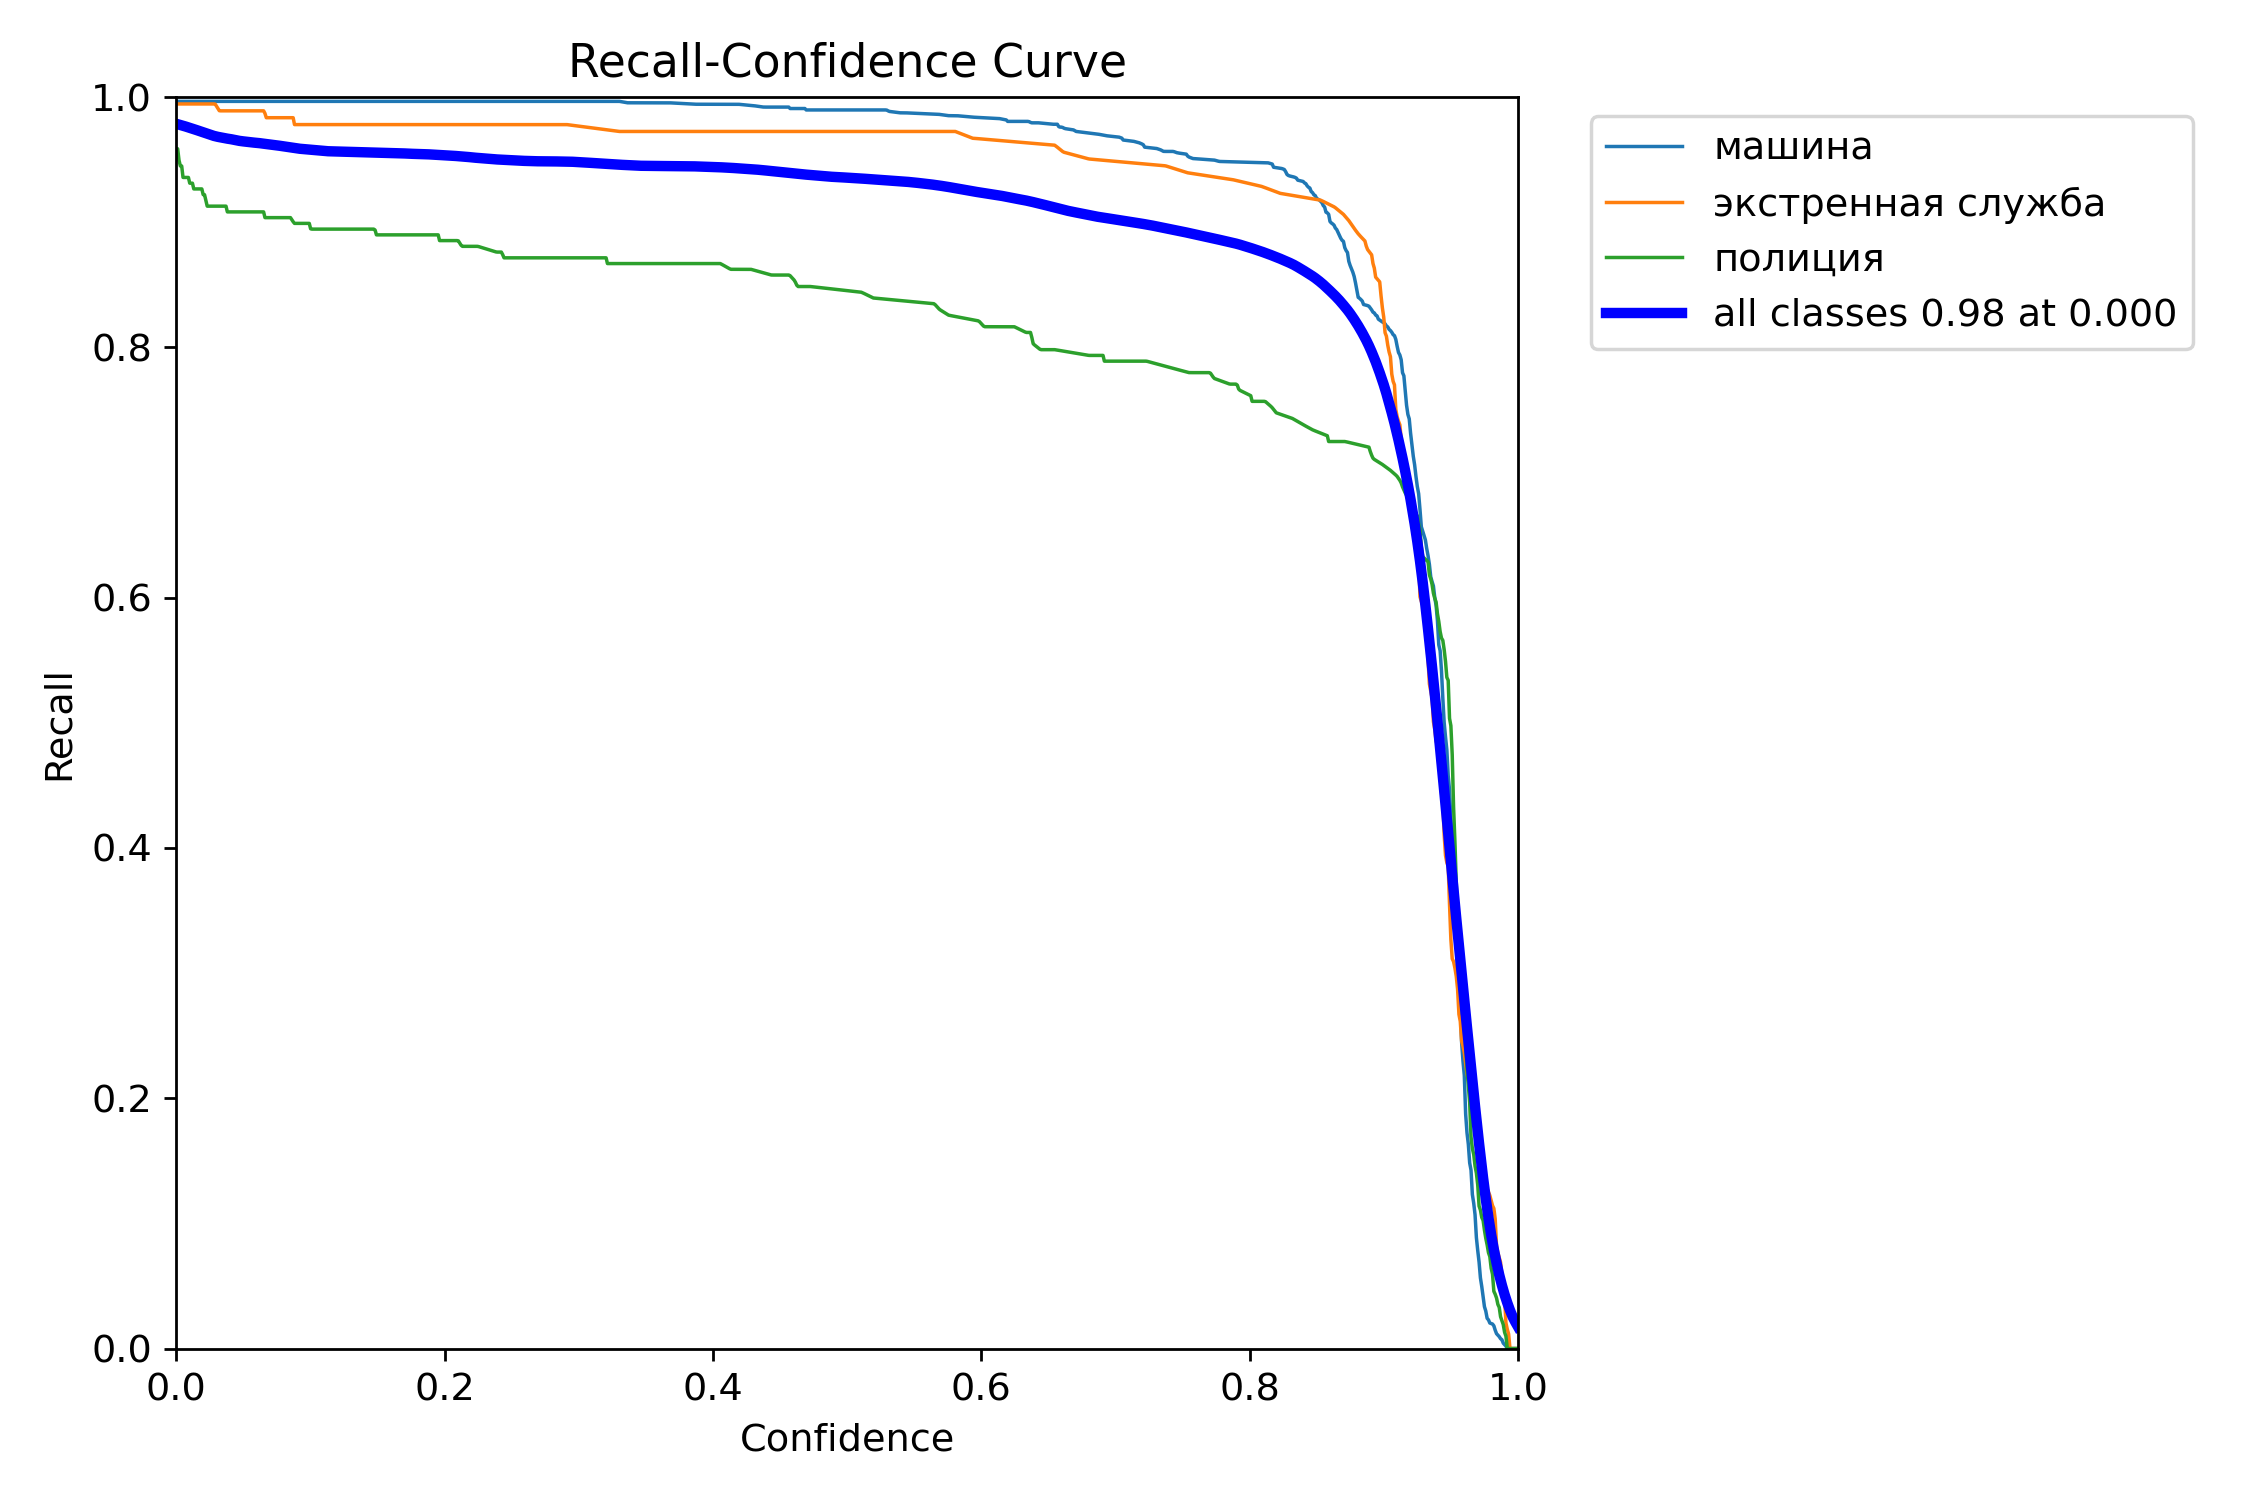 Recall-Confidence Curve
1.0
0.8
0.6
0.4
0.2
0.0
Recall
0.0 0.2 0.4 0.6 0.8 1.0
Confidence
машина
экстренная служба
полиция
all classes 0.98 at 0.000